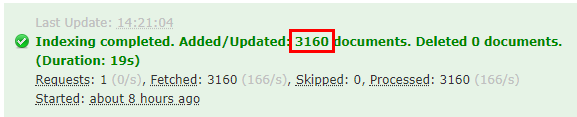 Last Update: 14:21:04
Indexing completed. Added/Updated: 3160 documents. Deleted 0 documents.
(Duration: 19s)
Requests: 1 (0/s), Fetched: 3160 (166/s), Skipped: 0, Processed: 3160 (166/s)
Started: about 8 hours ago